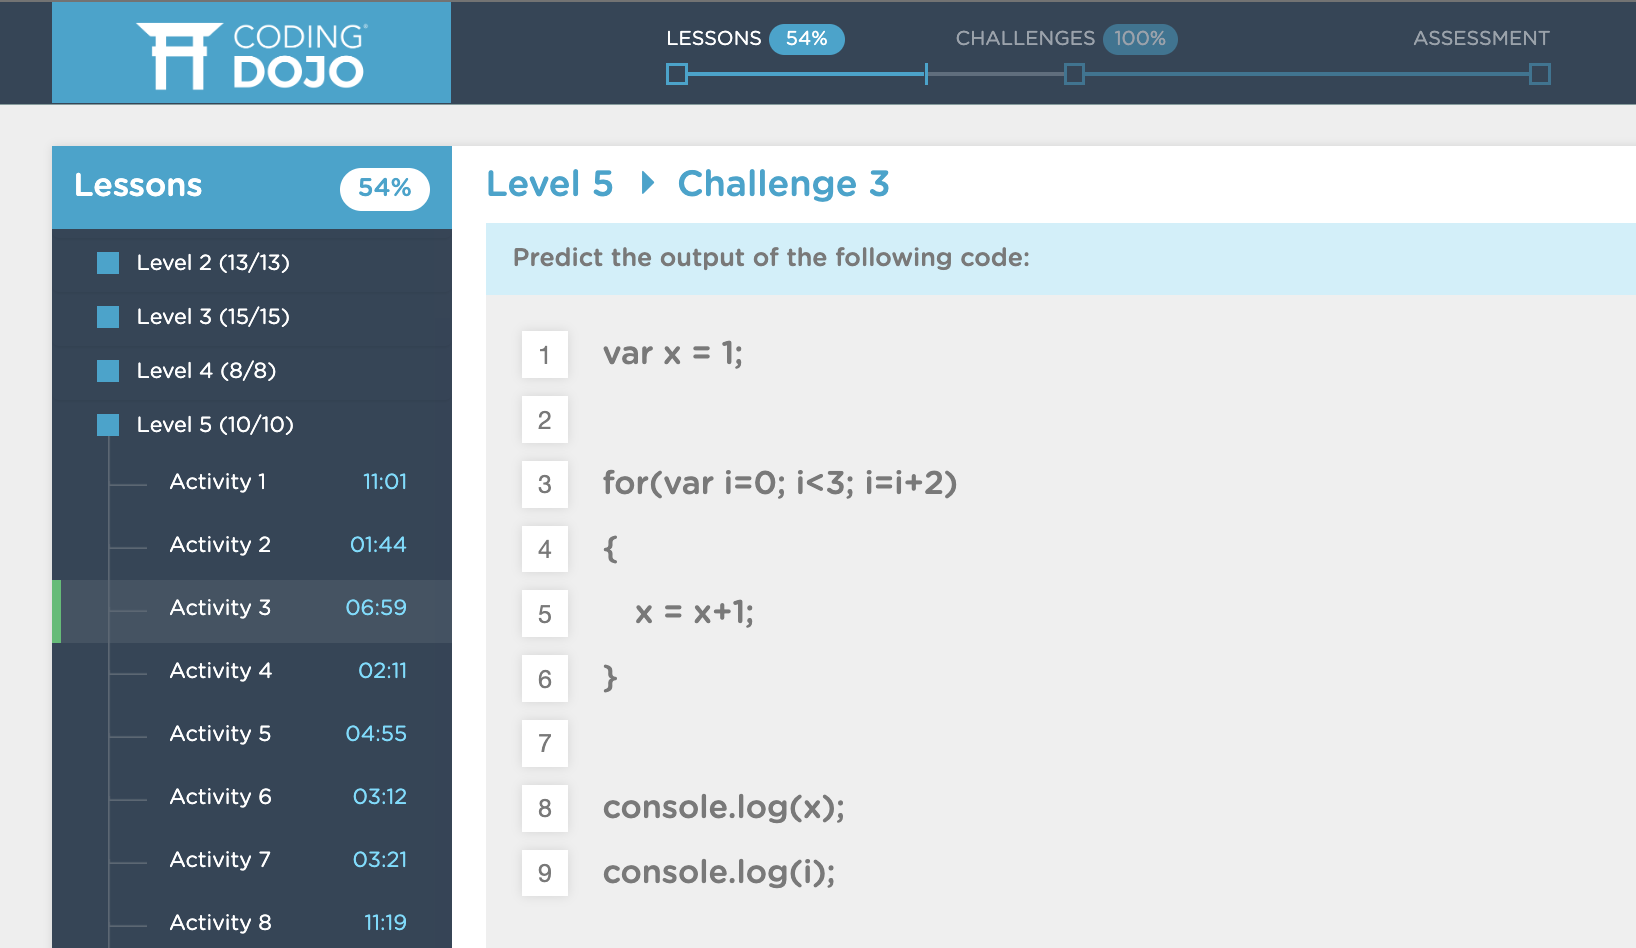 CODING
DOJO
LESSONS 54%
CHALLENGES 100%
ASSESSMENT
Lessons 54%
Level 2 (13/13)
Level 3 (15/15)
Level 4 (8/8)
Level 5 (10/10)
Activity 1 11:01
Activity 2 01:44
Activity 3 06:59
Activity 4 02:11
Activity 5 04:55
Activity 6 03:12
Activity 7 03:21
Activity 8 11:19
Level 5 Challenge 3
Predict the output of the following code:
1 var x = 1;
2
3 for(var i=0; i<3; i=i+2)
4 {
5 x = x+1;
6 }
7
8 console.log(x);
9 console.log(i);